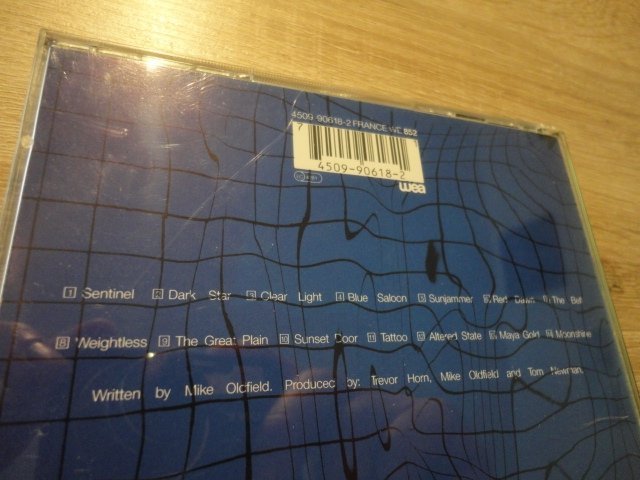 4509-90618-2 FRANCE WE 852
7
4509-90618-2
wea
1 Sentinel 2 Dark Star 3 Clear Light 4 Blue Saloon 5 Sunjammer 6 Red Dawn 7 The Bell
8 Weightless 9 The Great Plain 10 Sunset Door 11 Tattoo 12 Altered State 13 Maya Gold 14 Moonshine
Written by Mike Oldfield. Produced by: Trevor Horn, Mike Oldfield and Tom Newman.